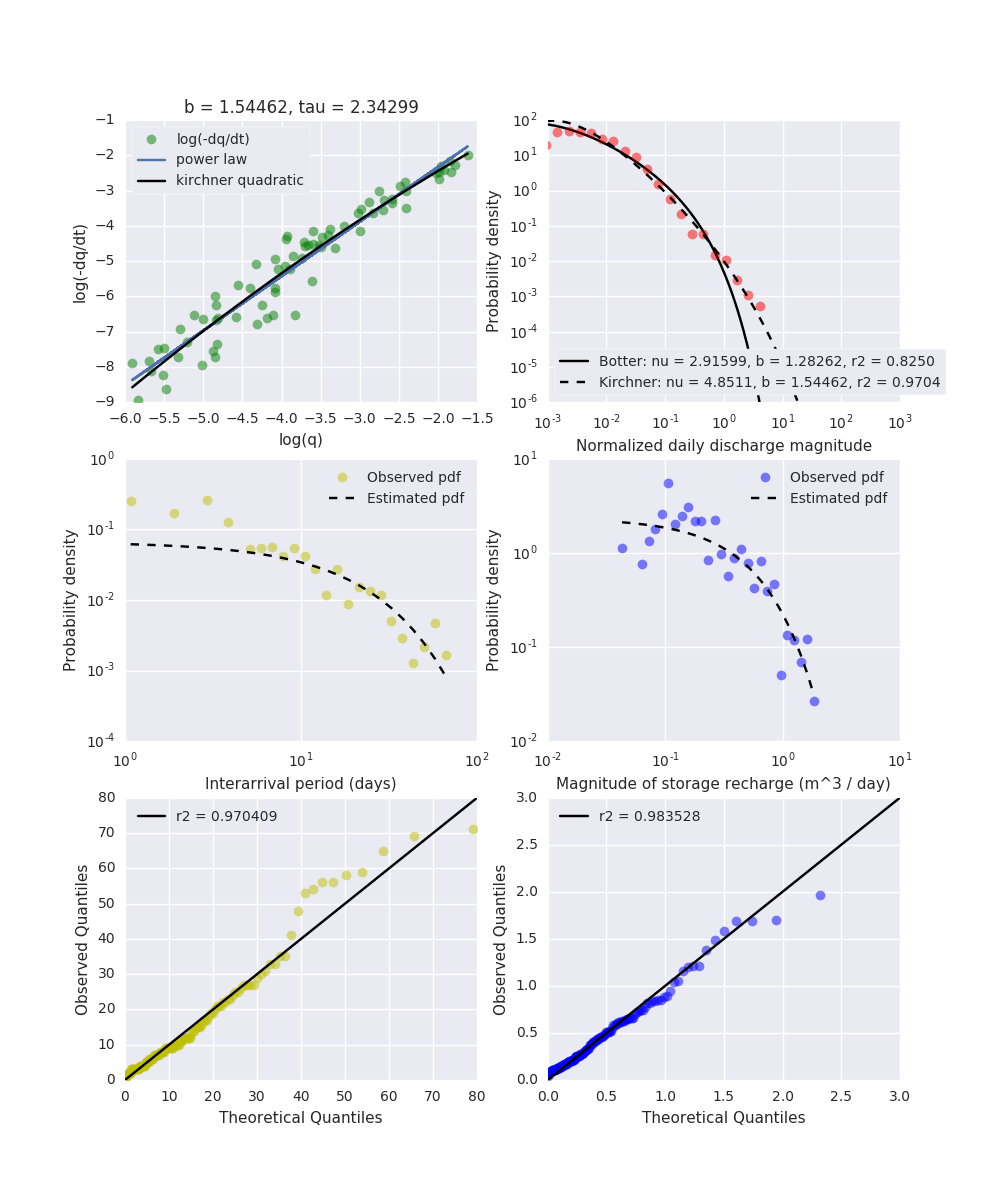 b = 1.54462, tau = 2.34299
log(-dq/dt)
power law
kirchner quadratic
−1
−2
−3
−4
−5
−6
−7
−8
−9
log(-dq/dt)
−6.0 −5.5 −5.0 −4.5 −4.0 −3.5 −3.0 −2.5 −2.0 −1.5
log(q)
10^2
10^1
10^0
10^-1
10^-2
10^-3
10^-4
10^-5
10^-6
Probability density
Botter: nu = 2.91599, b = 1.28262, r2 = 0.8250
Kirchner: nu = 4.8511, b = 1.54462, r2 = 0.9704
10^-3 10^-2 10^-1 10^0 10^1 10^2 10^3
Normalized daily discharge magnitude
Observed pdf
Estimated pdf
10^0
10^-1
10^-2
10^-3
10^-4
Probability density
10^0 10^1 10^2
Interarrival period (days)
Observed pdf
Estimated pdf
10^1
10^0
10^-1
10^-2
Probability density
10^-2 10^-1 10^0 10^1
Magnitude of storage recharge (m^3 / day)
r2 = 0.970409
80
70
60
50
40
30
20
10
0
Observed Quantiles
0 10 20 30 40 50 60 70 80
Theoretical Quantiles
r2 = 0.983528
3.0
2.5
2.0
1.5
1.0
0.5
0.0
Observed Quantiles
0.0 0.5 1.0 1.5 2.0 2.5 3.0
Theoretical Quantiles